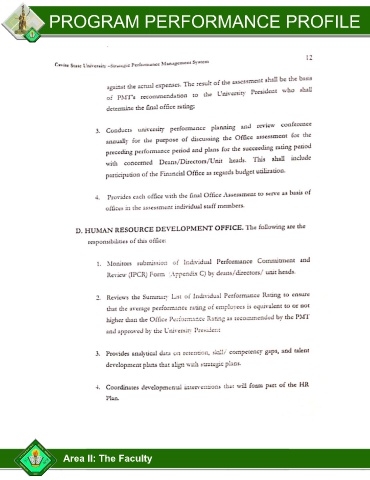 PROGRAM PERFORMANCE PROFILE
Cavite State University –Strategic Performance Management System
12
against the actual expenses. The result of the assessment shall be the basis
of PMT's recommendation to the University President who shall
determine the final office rating;
3. Conducts university performance planning and review conference
annually for the purpose of discussing the Office assessment for the
preceding performance period and plans for the succeeding rating period
with concerned Deans/Directors/Unit heads. This shall include
participation of the Financial Office as regards budget utilization.
4. Provides each office with the final Office Assessment to serve as basis of
offices in the assessment individual staff members.
D. HUMAN RESOURCE DEVELOPMENT OFFICE. The following are the
responsibilities of this office:
1. Monitors submission of Individual Performance Commitment and
Review (IPCR) Form (Appendix C) by deans/directors/ unit heads.
2. Reviews the Summary List of Individual Performance Rating to ensure
that the average performance rating of employees is equivalent to or not
higher than the Office Performance Rating as recommended by the PMT
and approved by the University President
3. Provides analytical data on retention, skill/ competency gaps, and talent
development plans that align with strategic plans.
4. Coordinates developmental interventions that will form part of the HR
Plan.
Area II: The Faculty